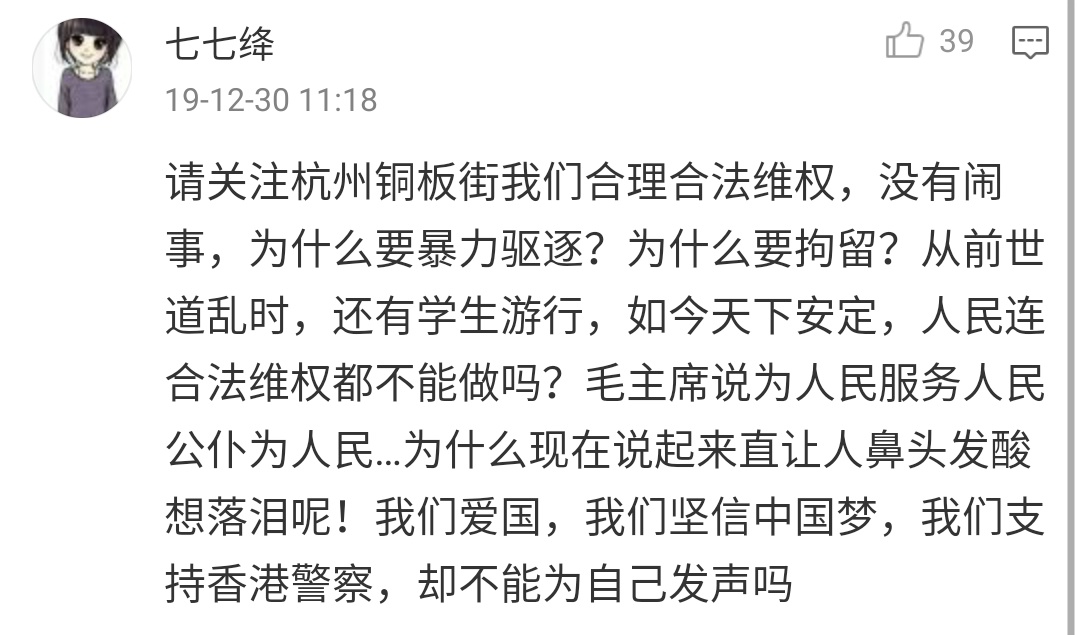 七七绛
39
19-12-30 11:18
请关注杭州铜板街我们合理合法维权，没有闹
事，为什么要暴力驱逐？为什么要拘留？从前世
道乱时，还有学生游行，如今天下安定，人民连
合法维权都不能做吗？毛主席说为人民服务人民
公仆为人民...为什么现在说起来直让人鼻头发酸
想落泪呢！我们爱国，我们坚信中国梦，我们支
持香港警察，却不能为自己发声吗